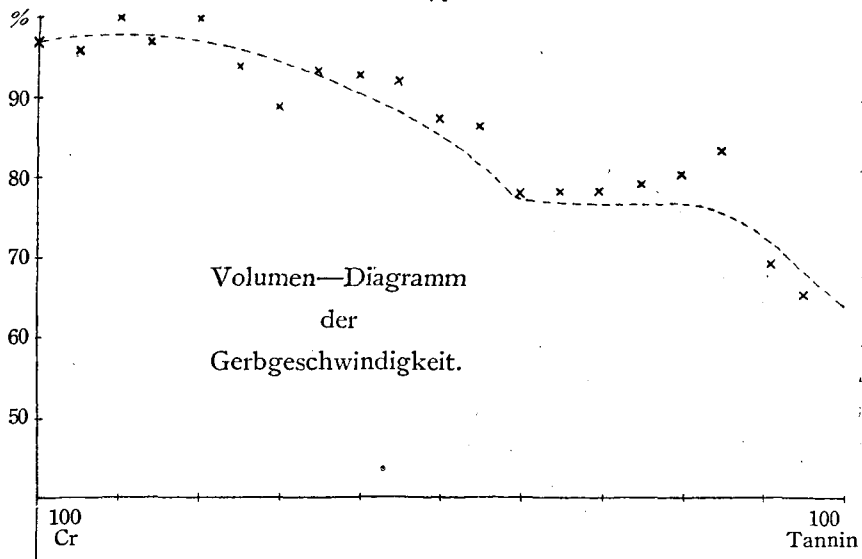 %
90
80
70
60
50
Volumen—Diagramm
der
Gerbgeschwindigkeit.
100
Cr
100
Tannin